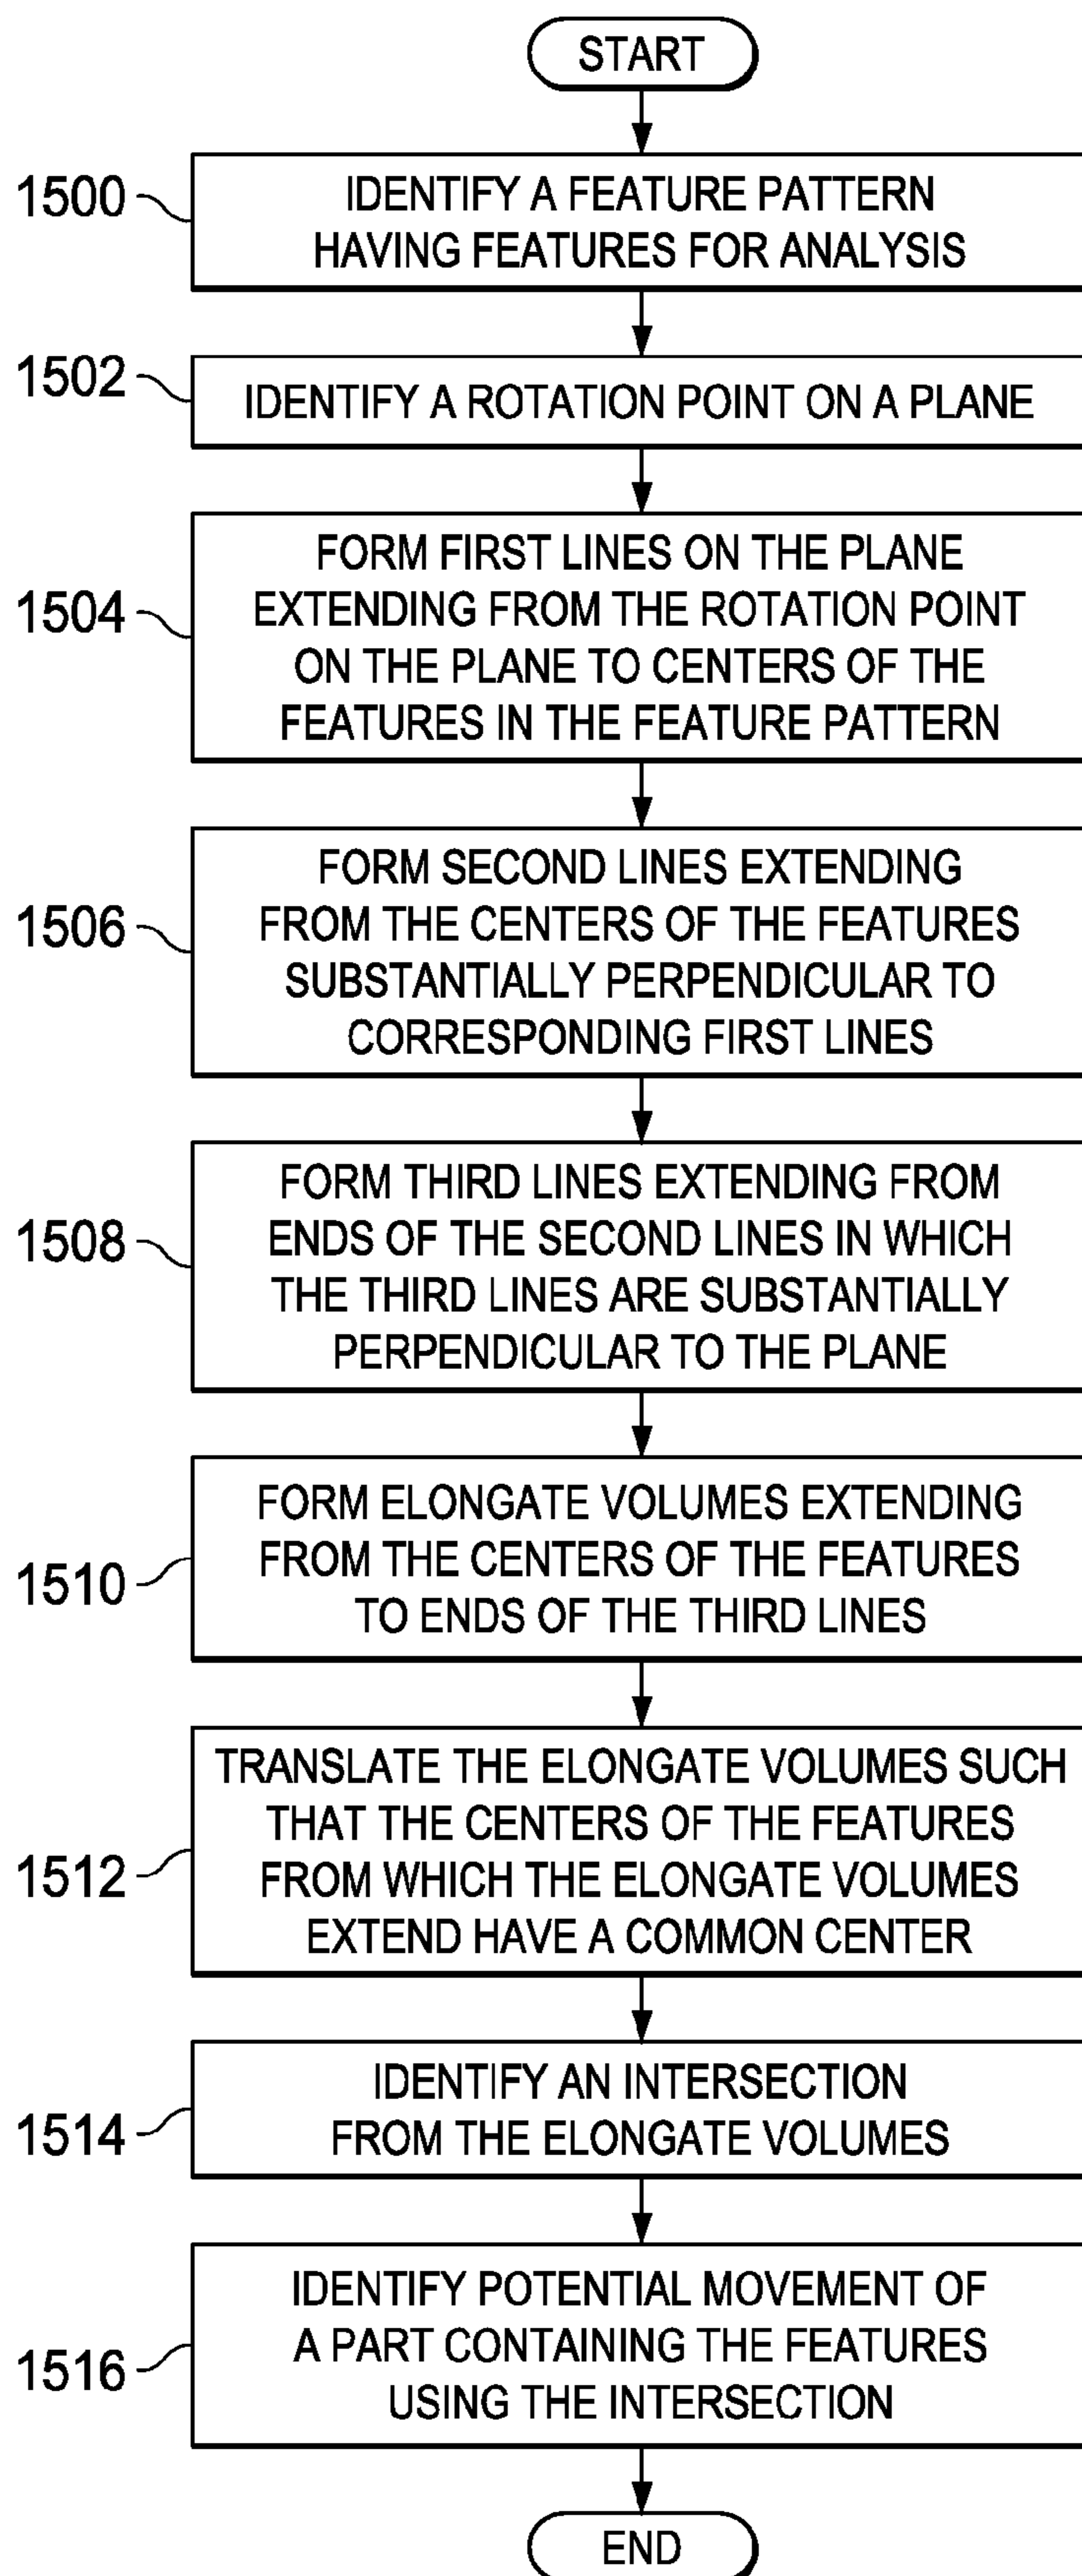 START
1500
IDENTIFY A FEATURE PATTERN
HAVING FEATURES FOR ANALYSIS
1502
IDENTIFY A ROTATION POINT ON A PLANE
1504
FORM FIRST LINES ON THE PLANE
EXTENDING FROM THE ROTATION POINT
ON THE PLANE TO CENTERS OF THE
FEATURES IN THE FEATURE PATTERN
1506
FORM SECOND LINES EXTENDING
FROM THE CENTERS OF THE FEATURES
SUBSTANTIALLY PERPENDICULAR TO
CORRESPONDING FIRST LINES
1508
FORM THIRD LINES EXTENDING FROM
ENDS OF THE SECOND LINES IN WHICH
THE THIRD LINES ARE SUBSTANTIALLY
PERPENDICULAR TO THE PLANE
1510
FORM ELONGATE VOLUMES EXTENDING
FROM THE CENTERS OF THE FEATURES
TO ENDS OF THE THIRD LINES
1512
TRANSLATE THE ELONGATE VOLUMES SUCH
THAT THE CENTERS OF THE FEATURES
FROM WHICH THE ELONGATE VOLUMES
EXTEND HAVE A COMMON CENTER
1514
IDENTIFY AN INTERSECTION
FROM THE ELONGATE VOLUMES
1516
IDENTIFY POTENTIAL MOVEMENT OF
A PART CONTAINING THE FEATURES
USING THE INTERSECTION
END